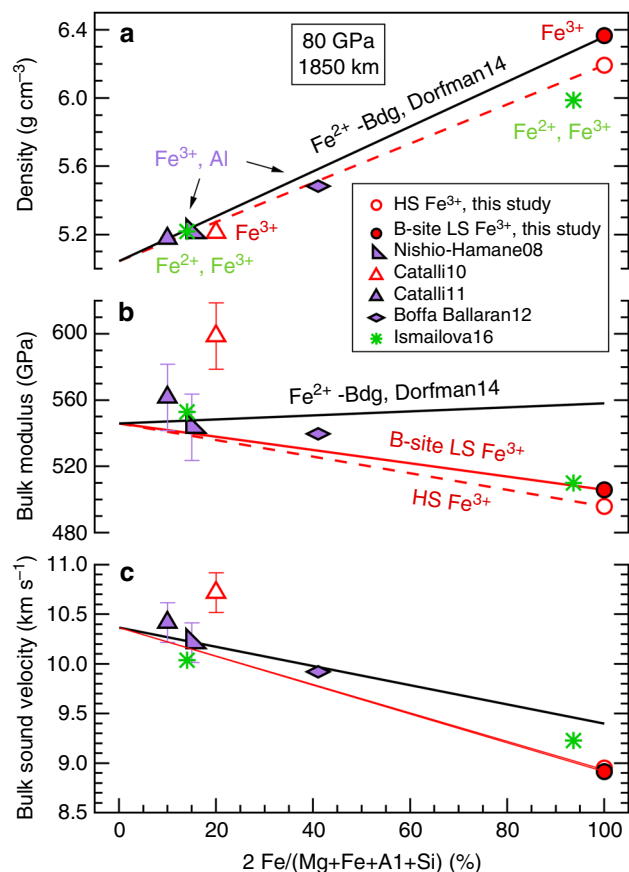 a
80 GPa
1850 km
Fe³⁺
Fe²⁺ -Bdg, Dorfman14
Fe³⁺, Al
Fe²⁺, Fe³⁺
Fe³⁺
Fe²⁺, Fe³⁺
6.4
6.0
5.6
5.2
Density (g cm⁻³)
HS Fe³⁺, this study
B-site LS Fe³⁺, this study
Nishio-Hamane08
Catalli10
Catalli11
Boffa Ballaran12
Ismailova16
b
600
560
520
480
Bulk modulus (GPa)
Fe²⁺ -Bdg, Dorfman14
B-site LS Fe³⁺
HS Fe³⁺
c
11.0
10.5
10.0
9.5
9.0
8.5
Bulk sound velocity (km s⁻¹)
0 20 40 60 80 100
2 Fe/(Mg+Fe+A1+Si) (%)